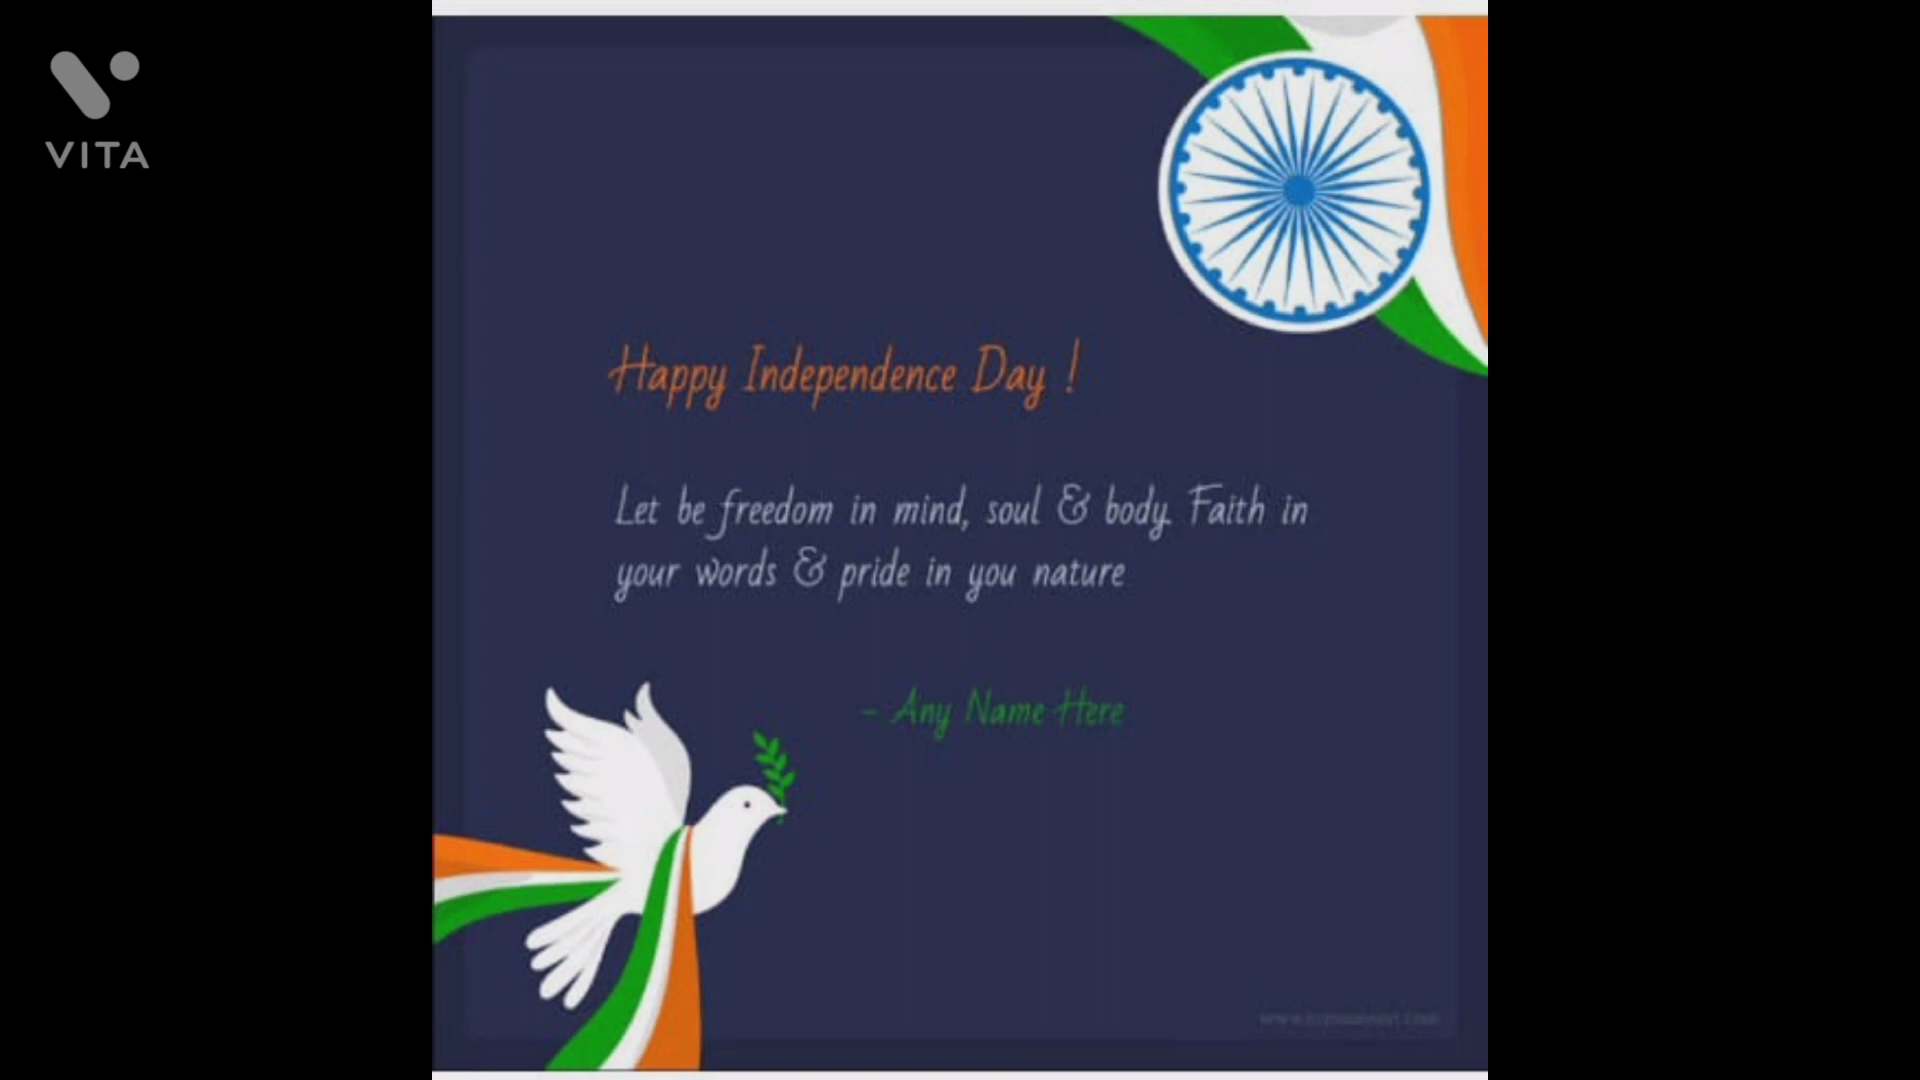 VITA
Happy Independence Day !
Let be freedom in mind, soul & body. Faith in
your words & pride in you nature
- Any Name Here